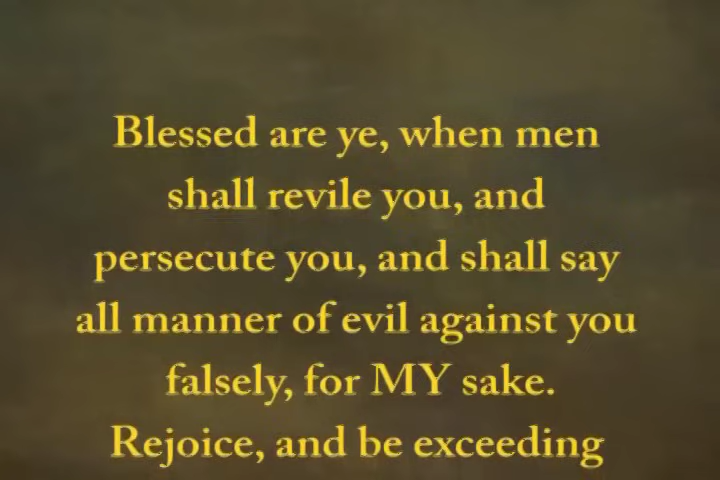 Blessed are ye, when men
shall revile you, and
persecute you, and shall say
all manner of evil against you
falsely, for MY sake.
Rejoice, and be exceeding